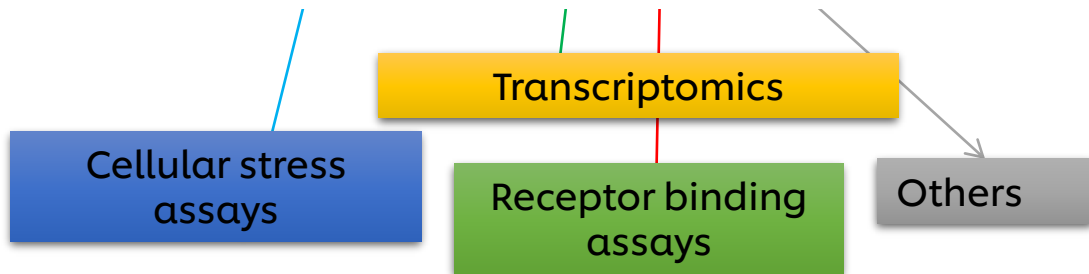 Transcriptomics
Cellular stress
assays
Receptor binding
assays
Others